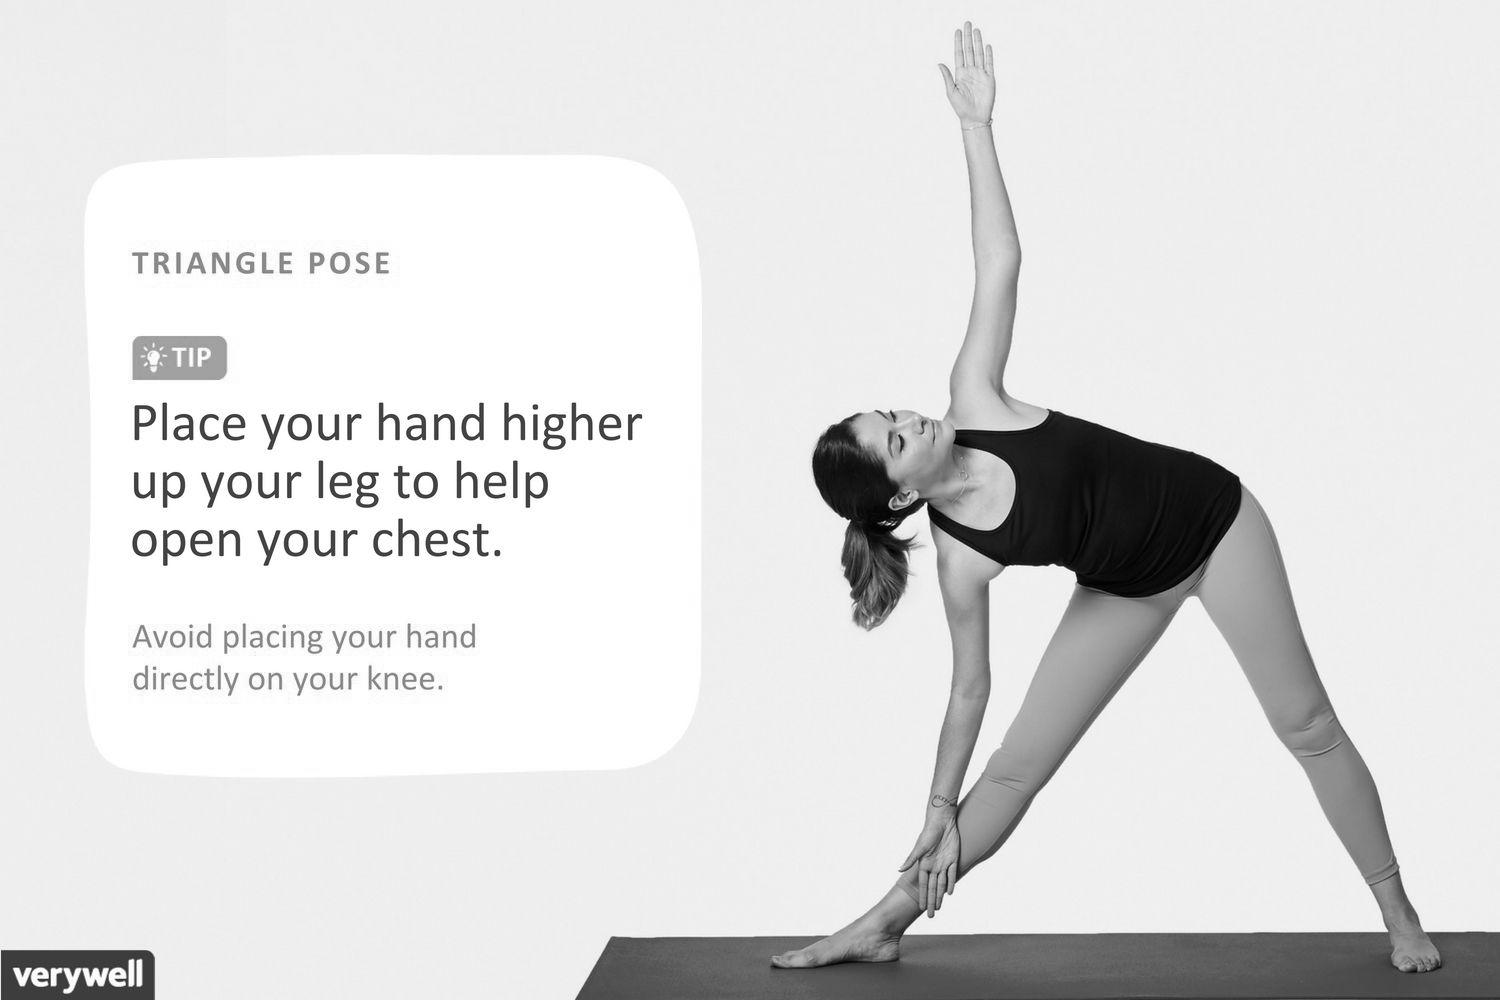 TRIANGLE POSE
TIP
Place your hand higher
up your leg to help
open your chest.
Avoid placing your hand
directly on your knee.
verywell